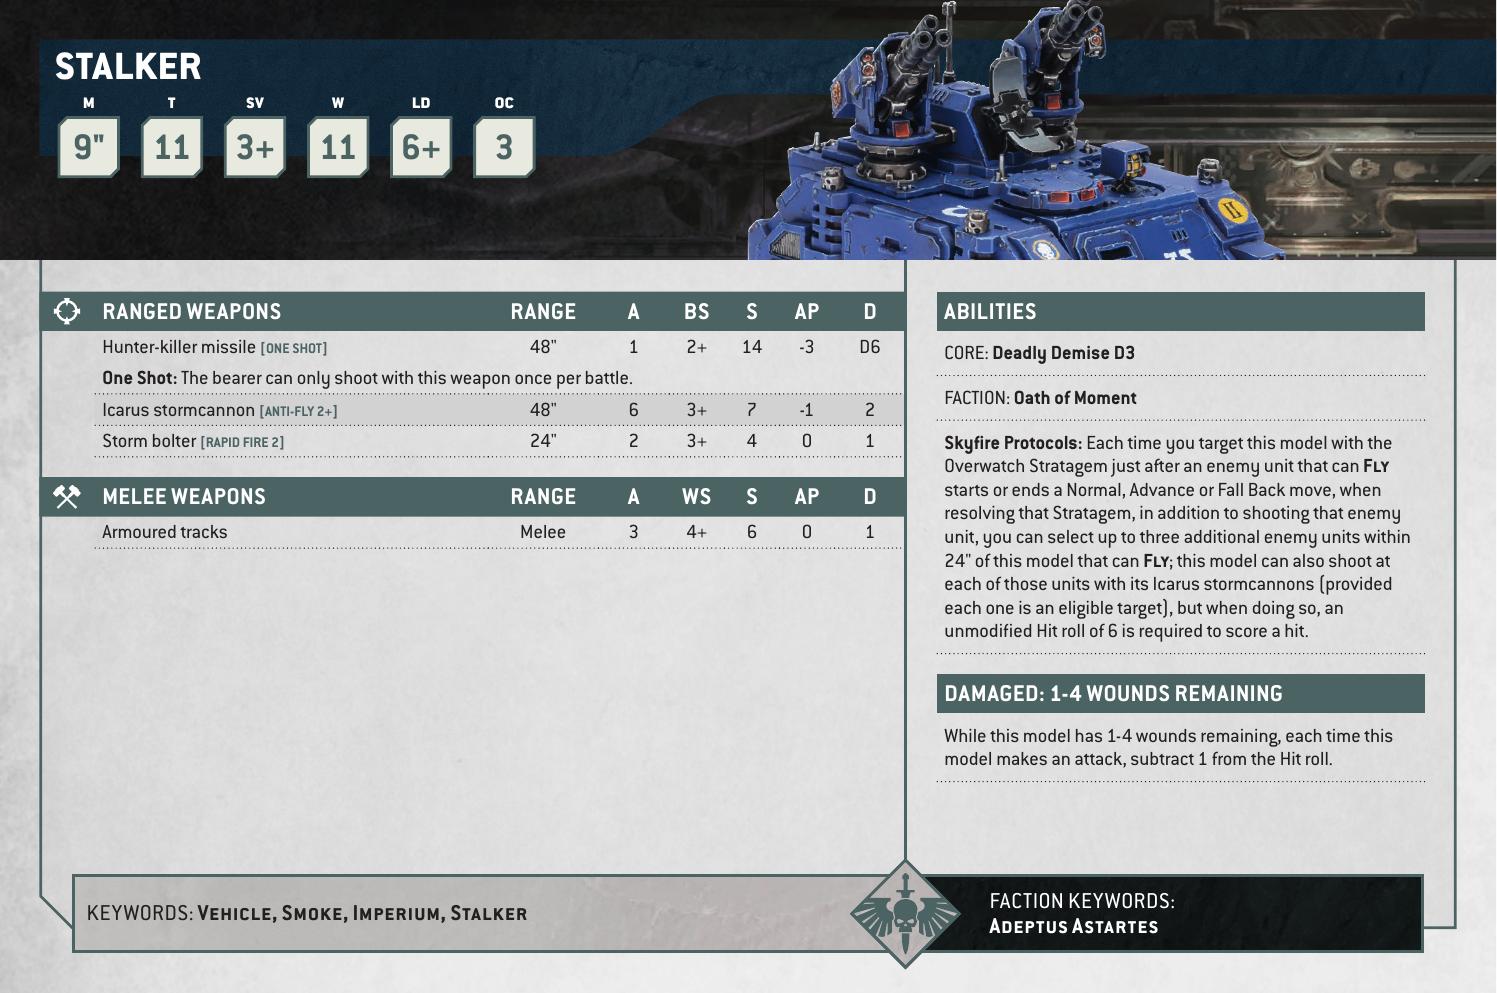 STALKER
M T SV W LD OC
9" 11 3+ 11 6+ 3
RANGED WEAPONS RANGE A BS S AP D
Hunter-killer missile [ONE SHOT] 48" 1 2+ 14 -3 D6
One Shot: The bearer can only shoot with this weapon once per battle.
Icarus stormcannon [ANTI-FLY 2+] 48" 6 3+ 7 -1 2
Storm bolter [RAPID FIRE 2] 24" 2 3+ 4 0 1
MELEE WEAPONS RANGE A WS S AP D
Armoured tracks Melee 3 4+ 6 0 1
ABILITIES
CORE: Deadly Demise D3
FACTION: Oath of Moment
Skyfire Protocols: Each time you target this model with the
Overwatch Stratagem just after an enemy unit that can FLY
starts or ends a Normal, Advance or Fall Back move, when
resolving that Stratagem, in addition to shooting that enemy
unit, you can select up to three additional enemy units within
24" of this model that can FLY; this model can also shoot at
each of those units with its Icarus stormcannons (provided
each one is an eligible target), but when doing so, an
unmodified Hit roll of 6 is required to score a hit.
DAMAGED: 1-4 WOUNDS REMAINING
While this model has 1-4 wounds remaining, each time this
model makes an attack, subtract 1 from the Hit roll.
KEYWORDS: VEHICLE, SMOKE, IMPERIUM, STALKER
FACTION KEYWORDS:
ADEPTUS ASTARTES